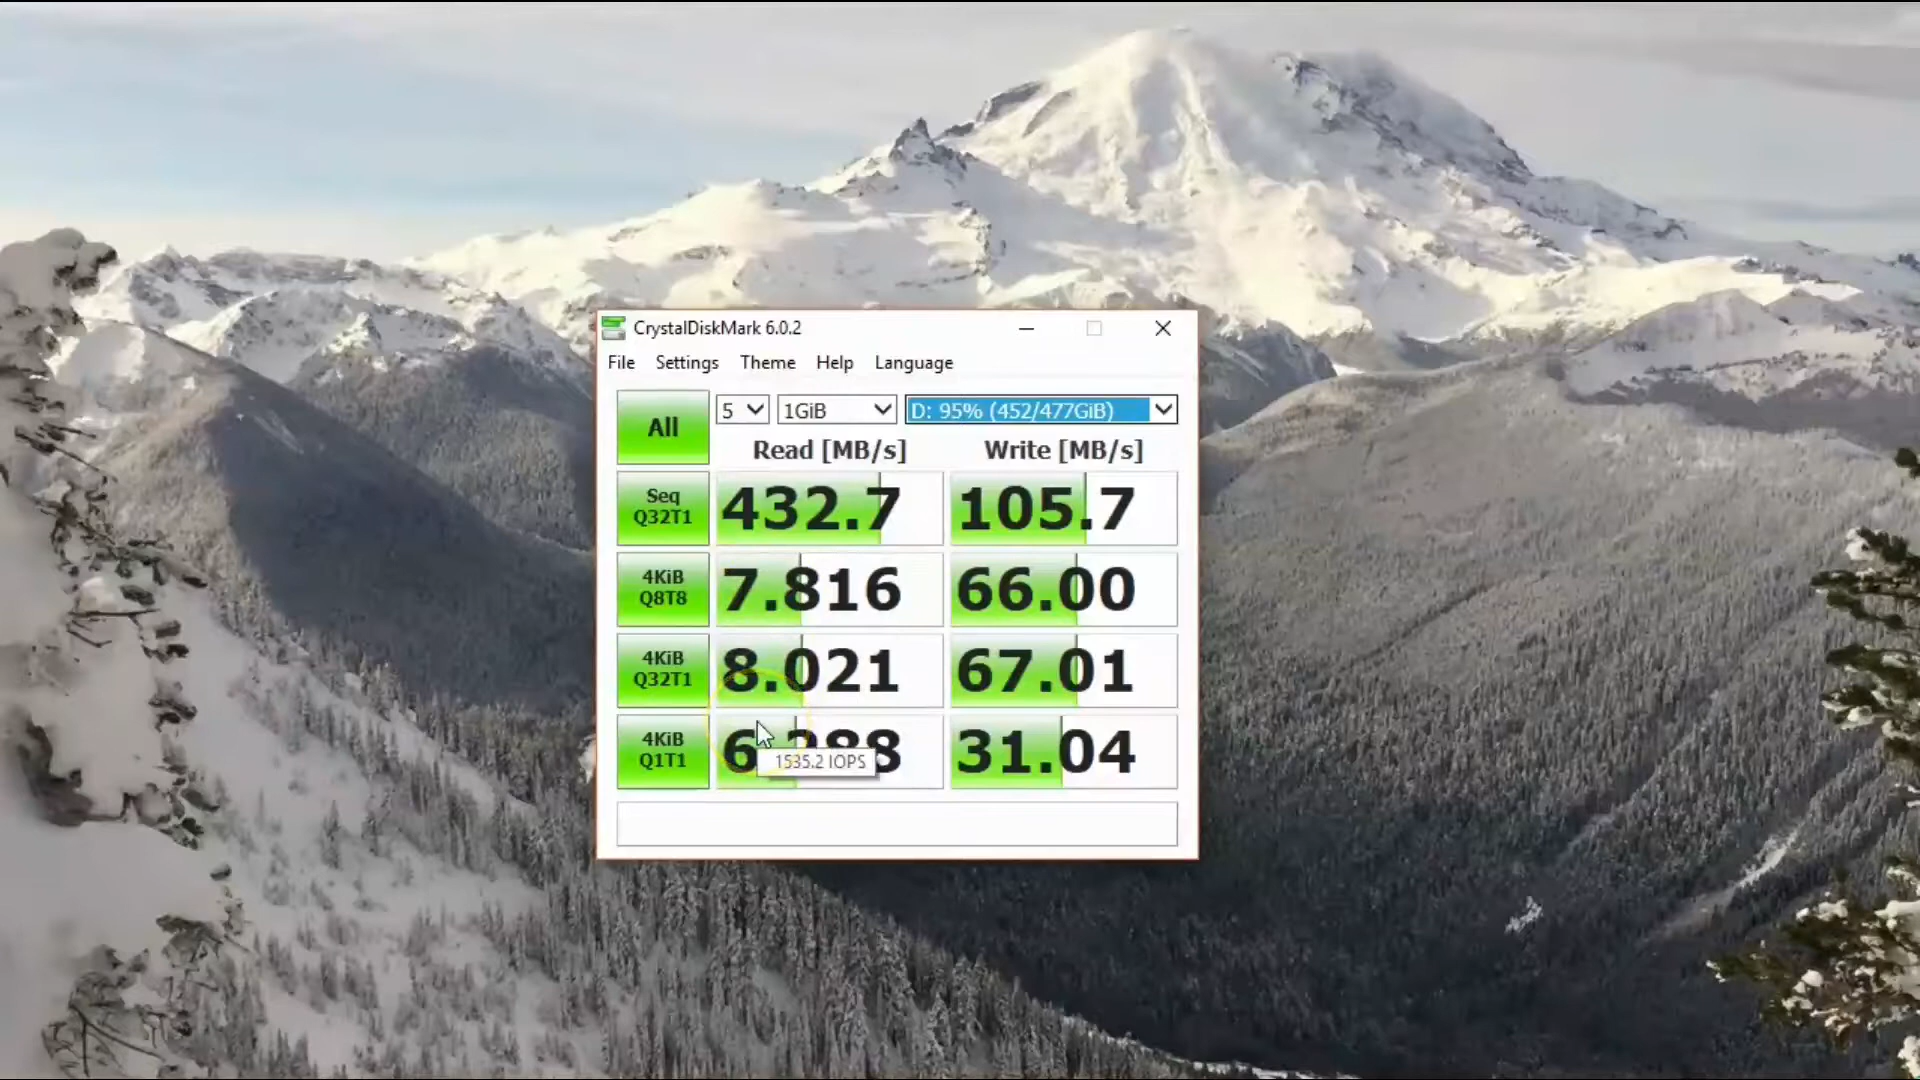 CrystalDiskMark 6.0.2
File Settings Theme Help Language
All 5 1GiB D: 95% (452/477GiB)
Read [MB/s] Write [MB/s]
Seq
Q32T1 432.7 105.7
4KiB
Q8T8 7.816 66.00
4KiB
Q32T1 8.021 67.01
4KiB
Q1T1 6.288 31.04
1535.2 IOPS